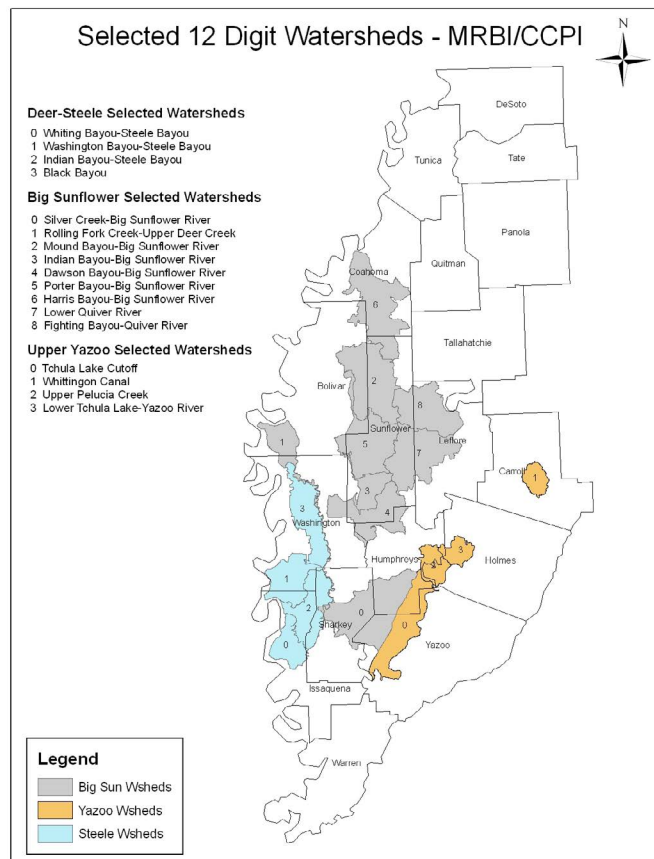 Selected 12 Digit Watersheds - MRBI/CCPI
N
Deer-Steele Selected Watersheds
0 Whiting Bayou-Steele Bayou
1 Washington Bayou-Steele Bayou
2 Indian Bayou-Steele Bayou
3 Black Bayou
Big Sunflower Selected Watersheds
0 Silver Creek-Big Sunflower River
1 Rolling Fork Creek-Upper Deer Creek
2 Mound Bayou-Big Sunflower River
3 Indian Bayou-Big Sunflower River
4 Dawson Bayou-Big Sunflower River
5 Porter Bayou-Big Sunflower River
6 Harris Bayou-Big Sunflower River
7 Lower Quiver River
8 Fighting Bayou-Quiver River
Upper Yazoo Selected Watersheds
0 Tchula Lake Cutoff
1 Whittington Canal
2 Upper Pelucia Creek
3 Lower Tchula Lake-Yazoo River
DeSoto
Tunica
Tate
Panola
Quitman
Coahoma
6
Tallahatchie
Bolivar
2
8
Sunflower
Leflore
1
5
7
Carroll
1
3
3
4
Washington
Humphreys
3
Holmes
1
1
2
0
Sharkey
0
Yazoo
2
0
Issaquena
Warren
Legend
Big Sun Wsheds
Yazoo Wsheds
Steele Wsheds